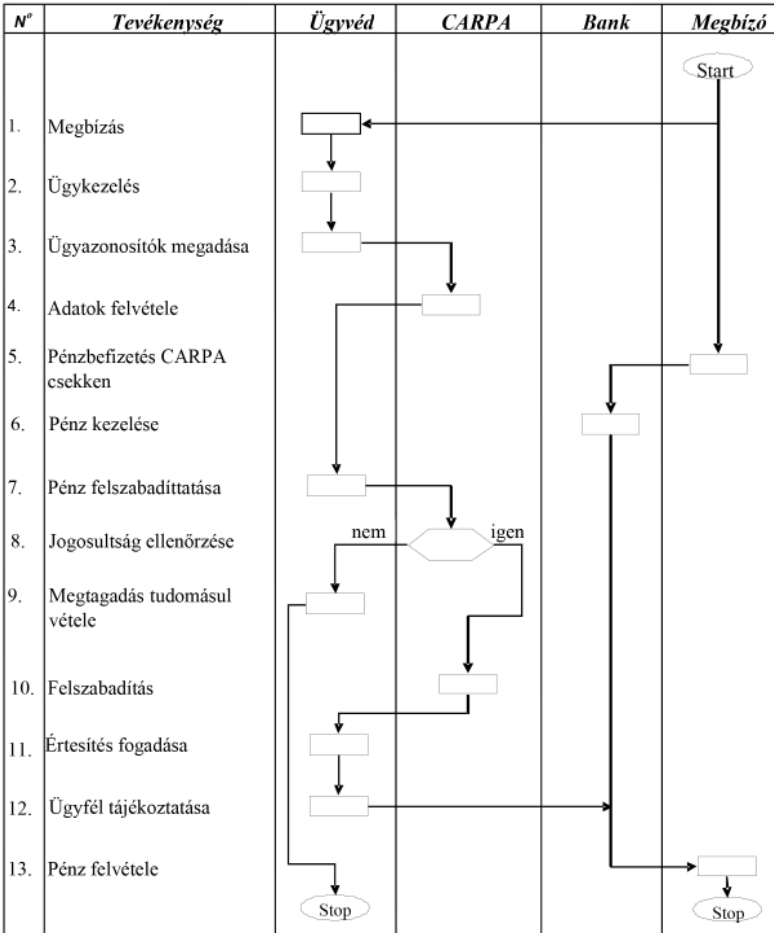 Nº Tevékenység Ügyvéd CARPA Bank Megbízó
Start
1. Megbízás
2. Ügykezelés
3. Ügyazonosítók megadása
4. Adatok felvétele
5. Pénzbefizetés CARPA
csekken
6. Pénz kezelése
7. Pénz felszabadíttatása
nem igen
8. Jogosultság ellenőrzése
9. Megtagadás tudomásul
vétele
10. Felszabadítás
11. Értesítés fogadása
12. Ügyfél tájékoztatása
13. Pénz felvétele
Stop Stop